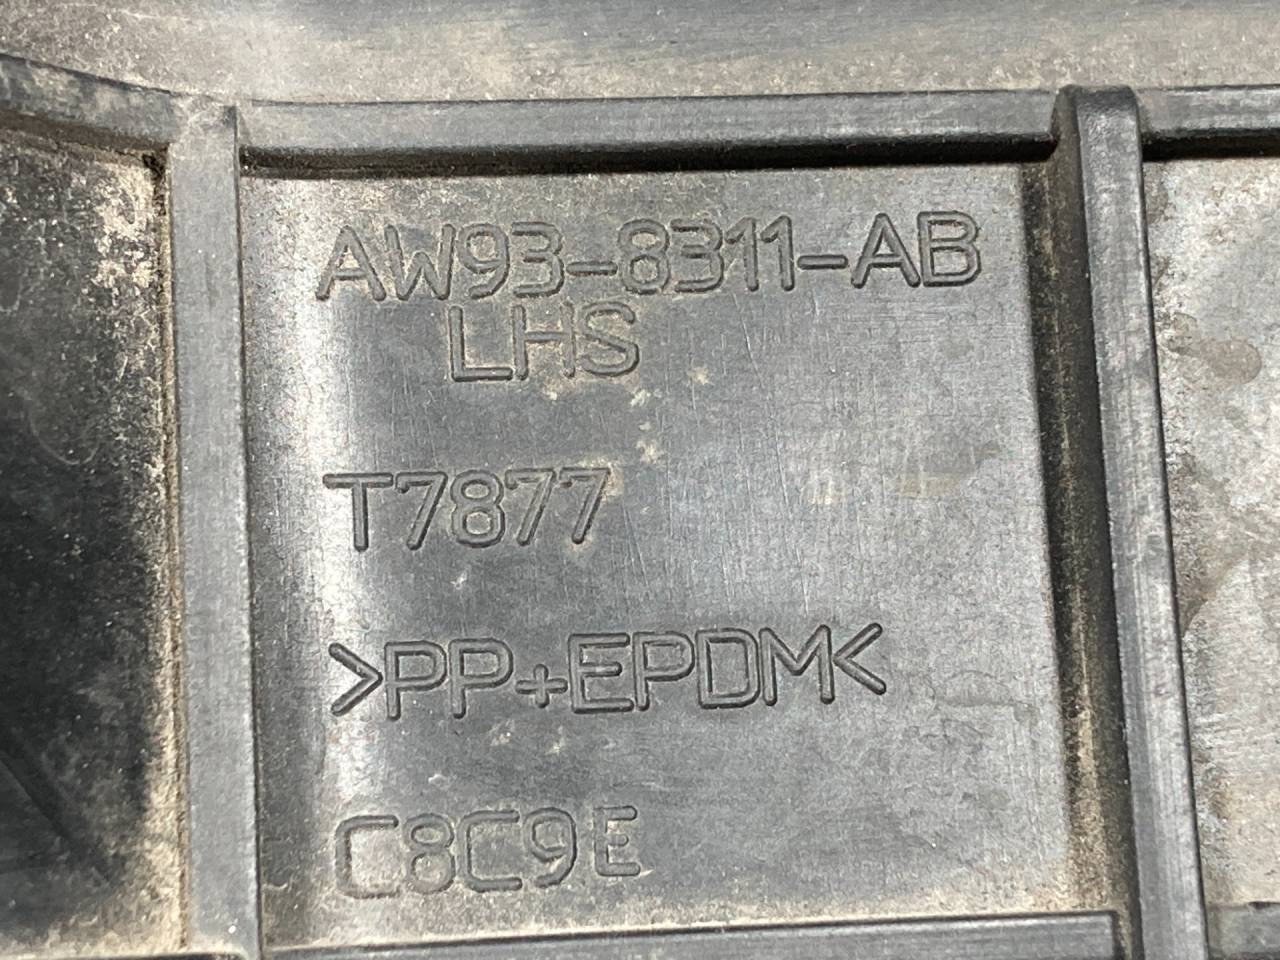 AW93-8311-AB
LHS
T7877
>PP+EPDM<
C8C9E